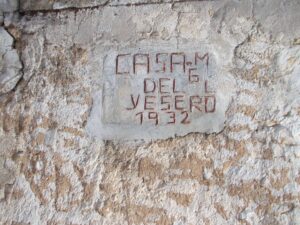 CASA-M
G
DEL L
VESERO
1932